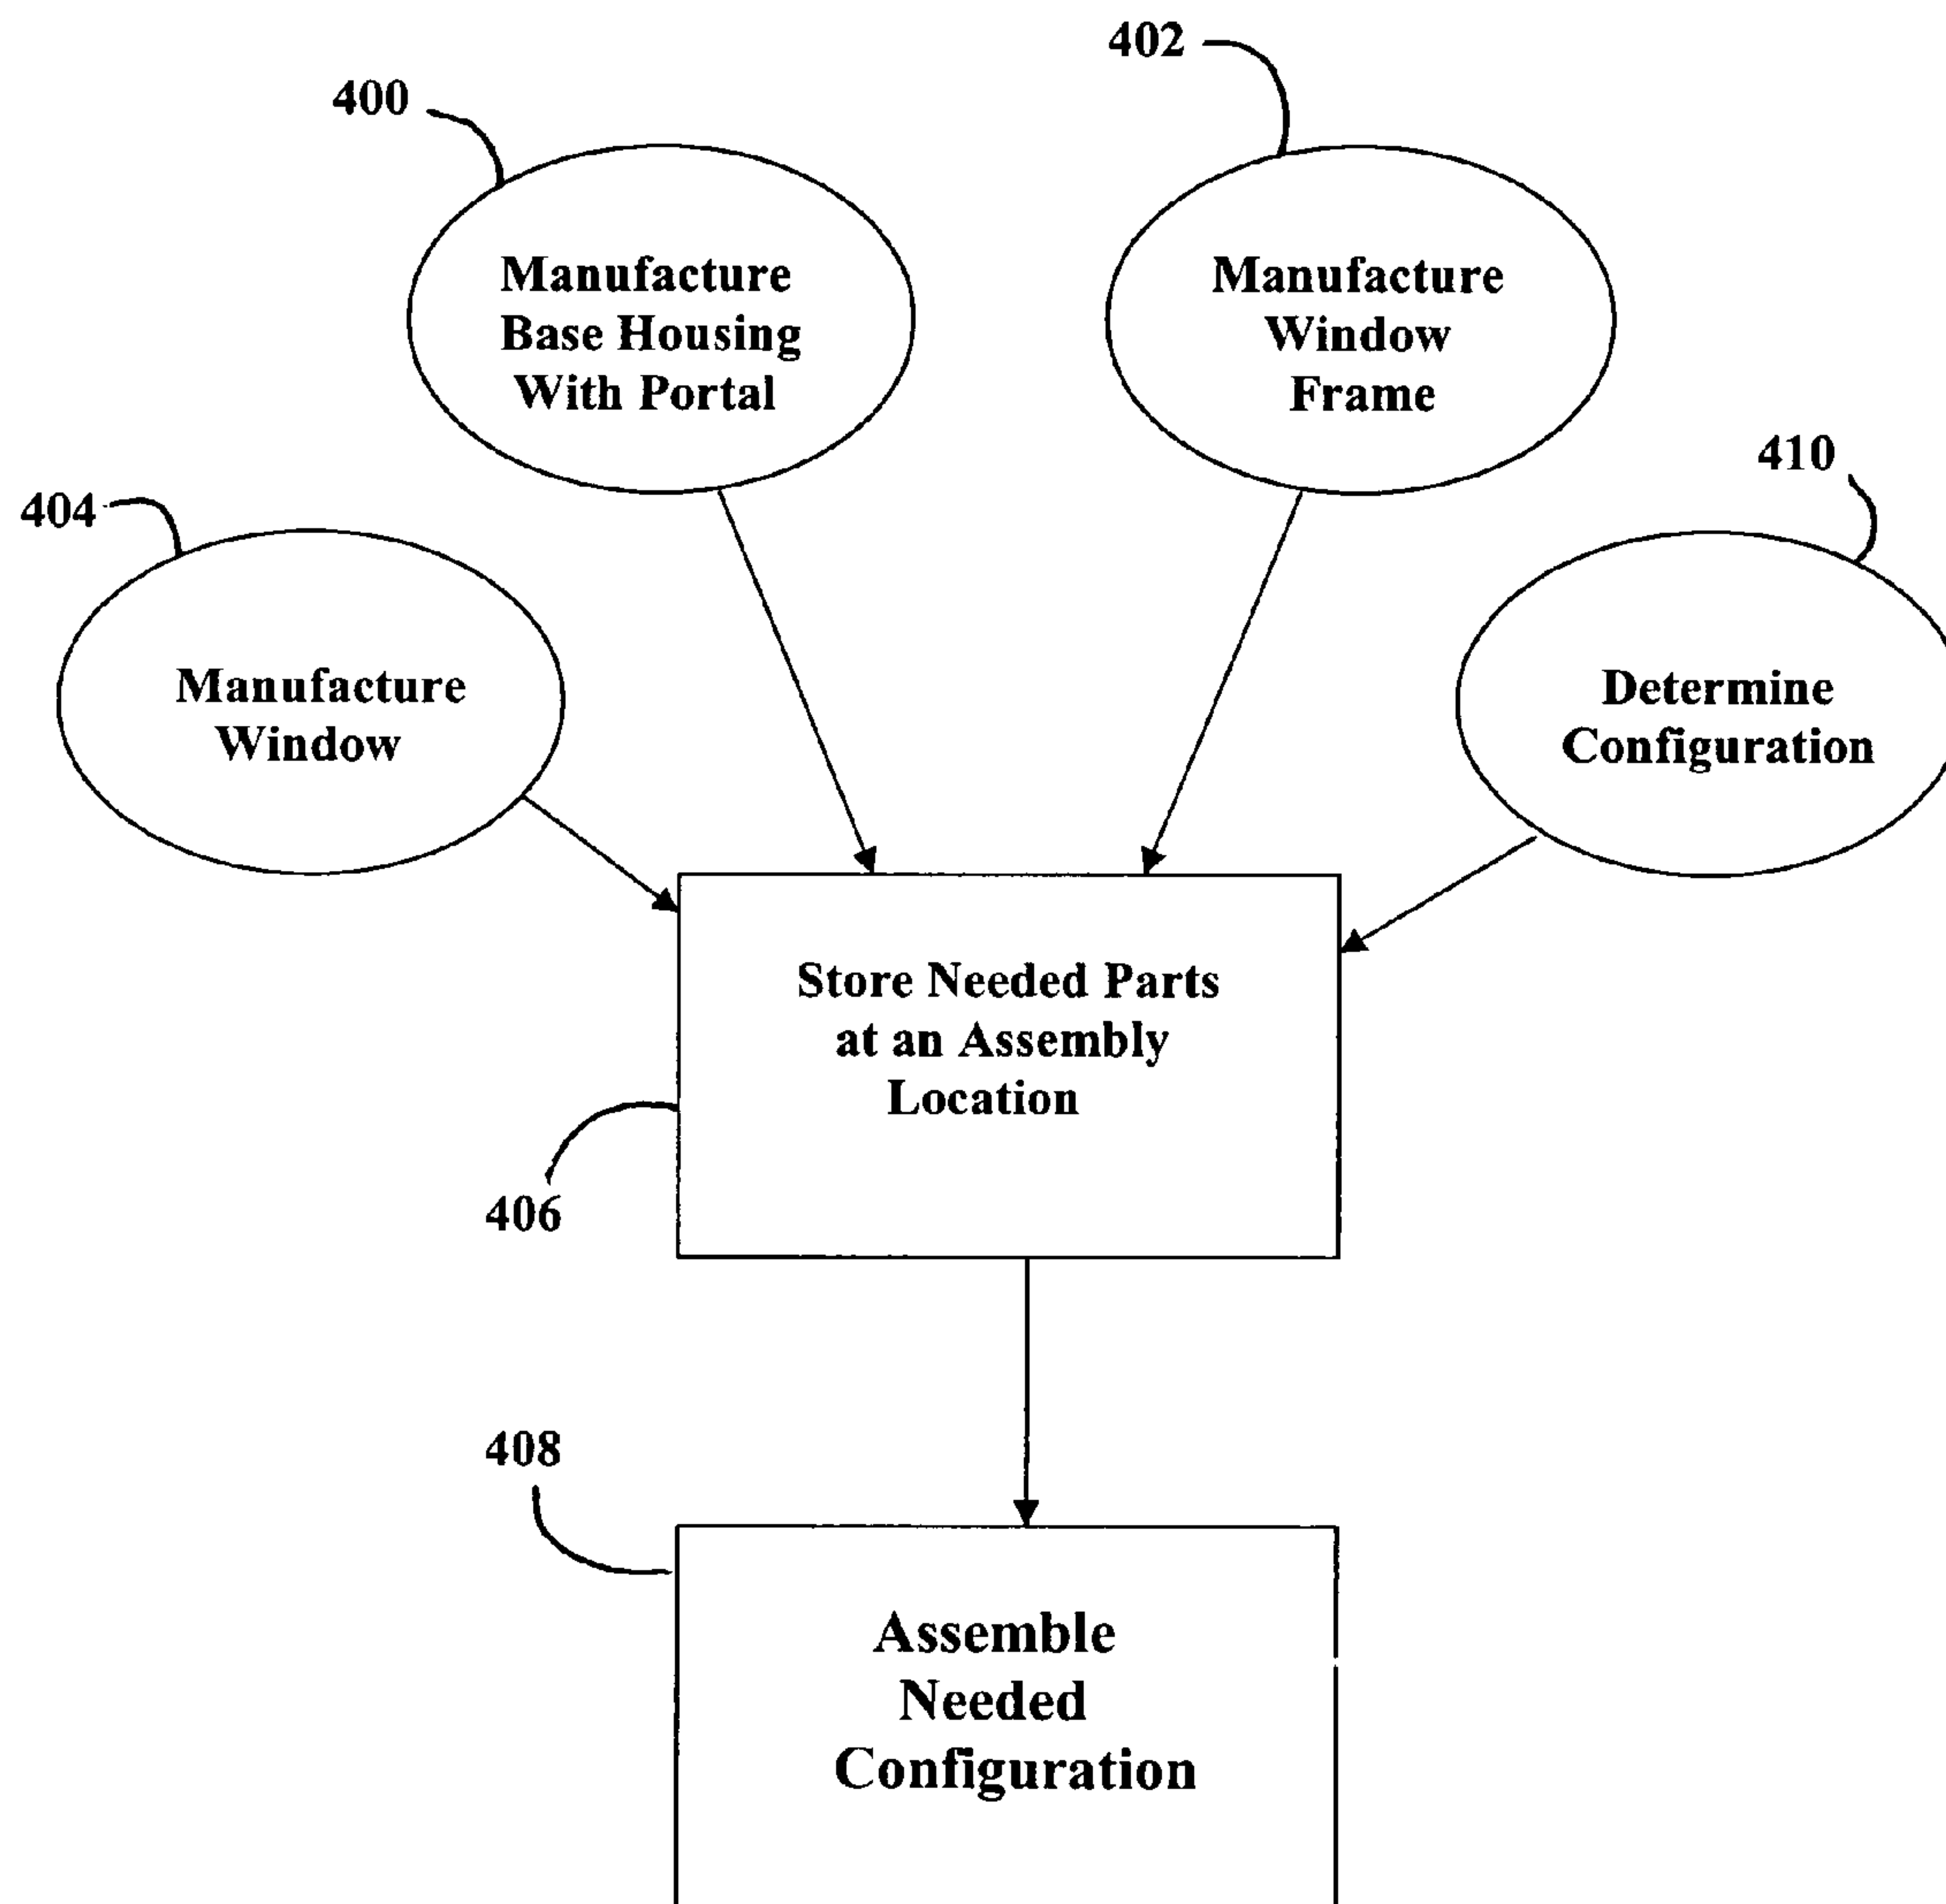 402
400
Manufacture
Base Housing
With Portal
Manufacture
Window
Frame
410
404
Manufacture
Window
Determine
Configuration
Store Needed Parts
at an Assembly
Location
406
408
Assemble
Needed
Configuration